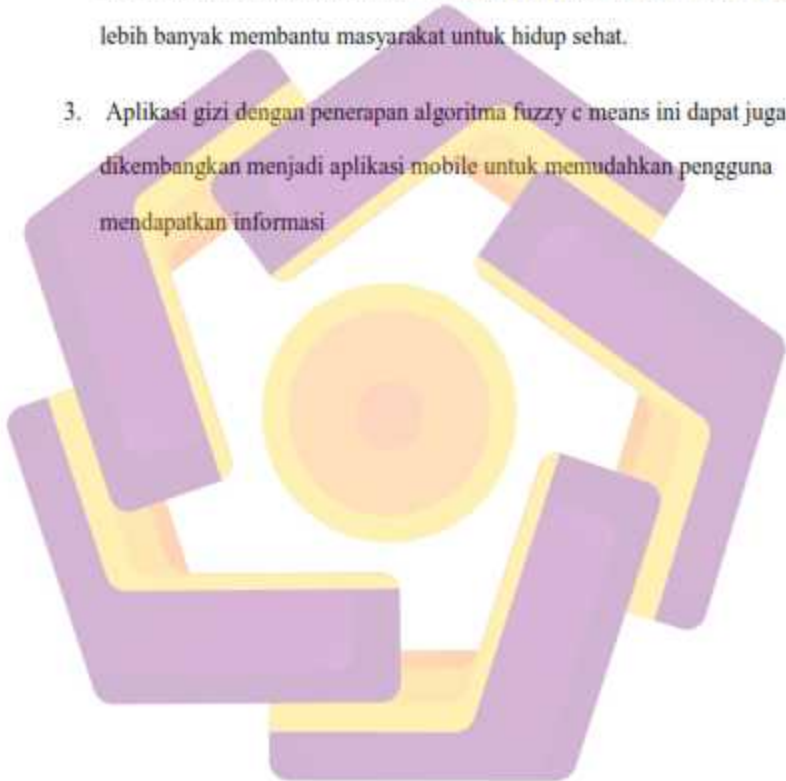 lebih banyak membantu masyarakat untuk hidup sehat.
3. Aplikasi gizi dengan penerapan algoritma fuzzy c means ini dapat juga
dikembangkan menjadi aplikasi mobile untuk memudahkan pengguna
mendapatkan informasi